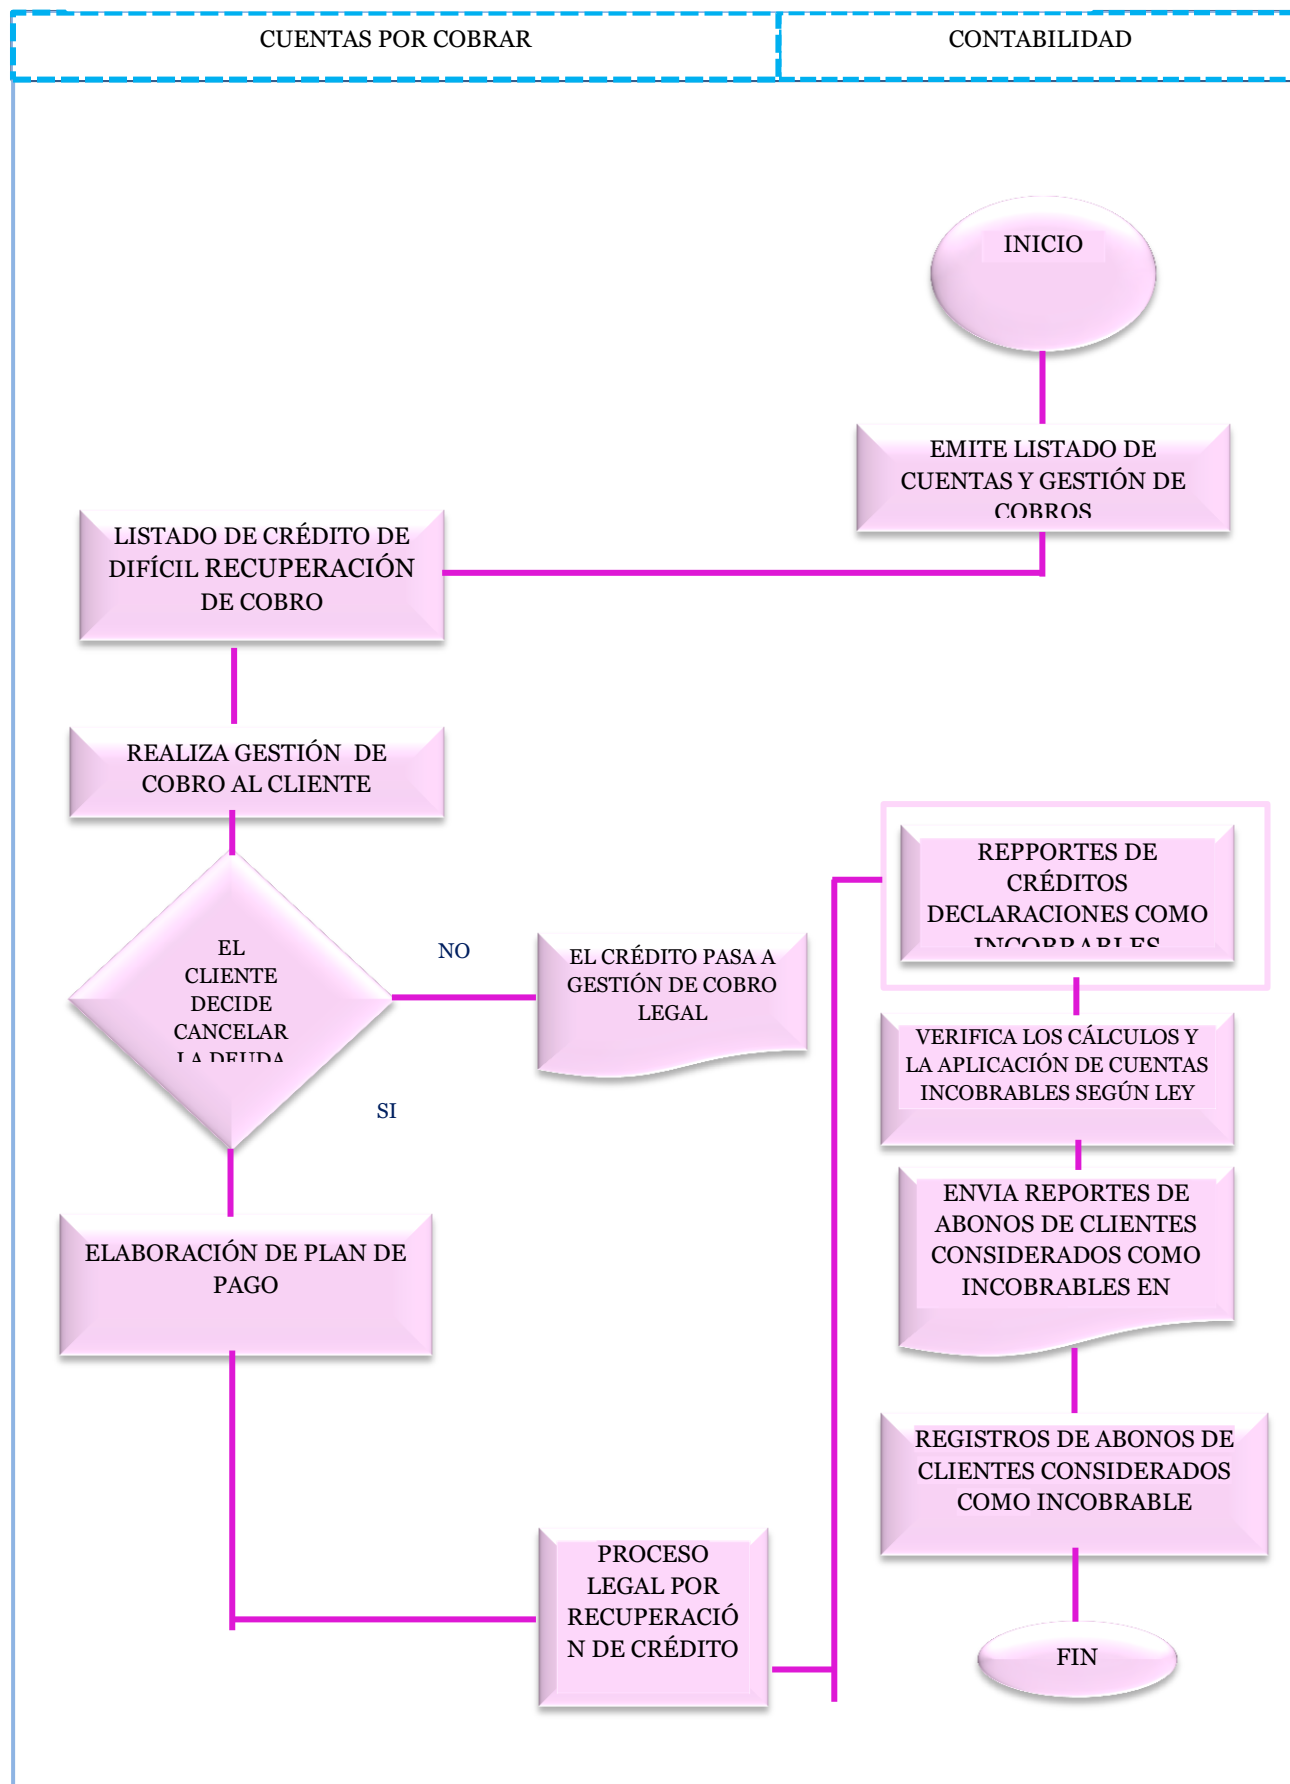 CUENTAS POR COBRAR
CONTABILIDAD
INICIO
EMITE LISTADO DE
CUENTAS Y GESTIÓN DE
COBROS
LISTADO DE CRÉDITO DE
DIFÍCIL RECUPERACIÓN
DE COBRO
REALIZA GESTIÓN DE
COBRO AL CLIENTE
EL
CLIENTE
DECIDE
CANCELAR
LA DEUDA
NO
SI
EL CRÉDITO PASA A
GESTIÓN DE COBRO
LEGAL
ELABORACIÓN DE PLAN DE
PAGO
PROCESO
LEGAL POR
RECUPERACIÓ
N DE CRÉDITO
REPPORTES DE
CRÉDITOS
DECLARACIONES COMO
INCOBRABLES
VERIFICA LOS CÁLCULOS Y
LA APLICACIÓN DE CUENTAS
INCOBRABLES SEGÚN LEY
ENVIA REPORTES DE
ABONOS DE CLIENTES
CONSIDERADOS COMO
INCOBRABLES EN
REGISTROS DE ABONOS DE
CLIENTES CONSIDERADOS
COMO INCOBRABLE
FIN